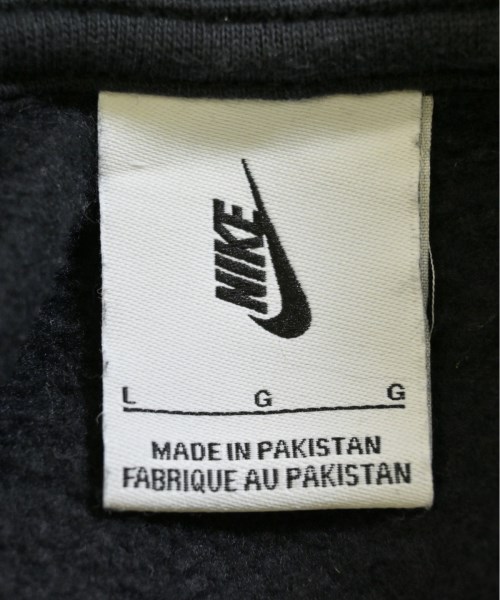 NIKE
L G G
MADE IN PAKISTAN
FABRIQUE AU PAKISTAN